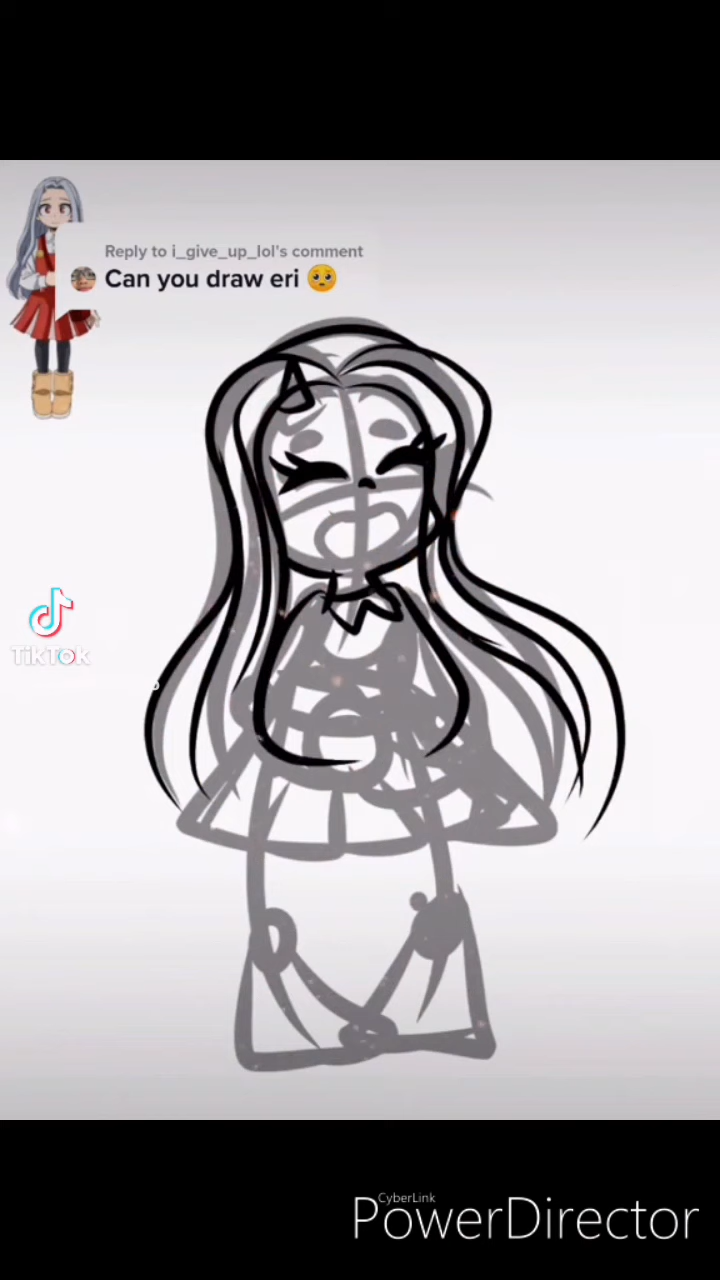 Reply to i_give_up_lol's comment
Can you draw eri 🥺
TikTok
CyberLink
PowerDirector